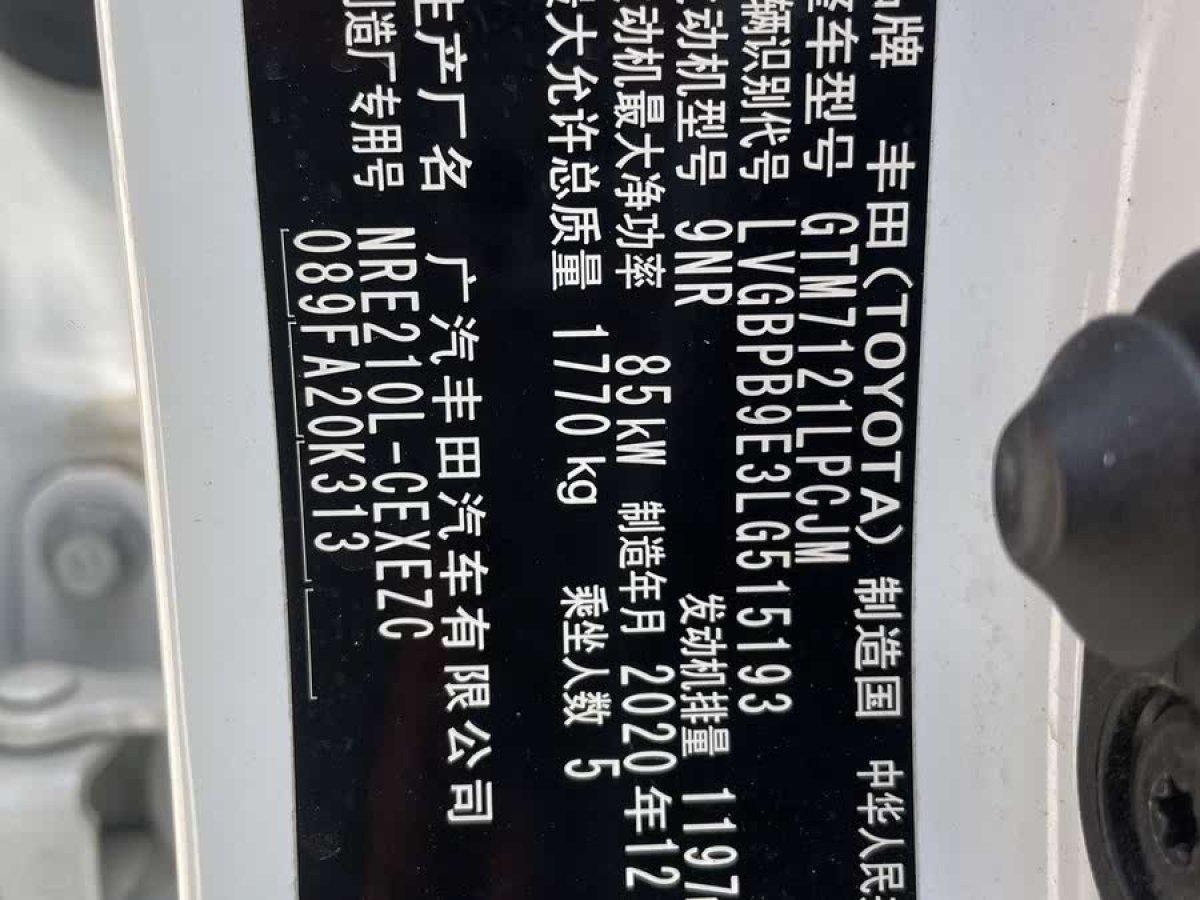 品牌 丰田(TOYOTA) 制造国 中华人民
整车型号 GTM7121LPCJM
车辆识别代号 LVGBPB9E3LG515193
发动机型号 9NR 发动机排量 1197
发动机最大净功率 85kW 制造年月 2020年12
最大允许总质量 1770kg 乘坐人数 5
生产厂名 广汽丰田汽车有限公司
制造厂专用号 NRE210L-CEXEZC
089FA20K313